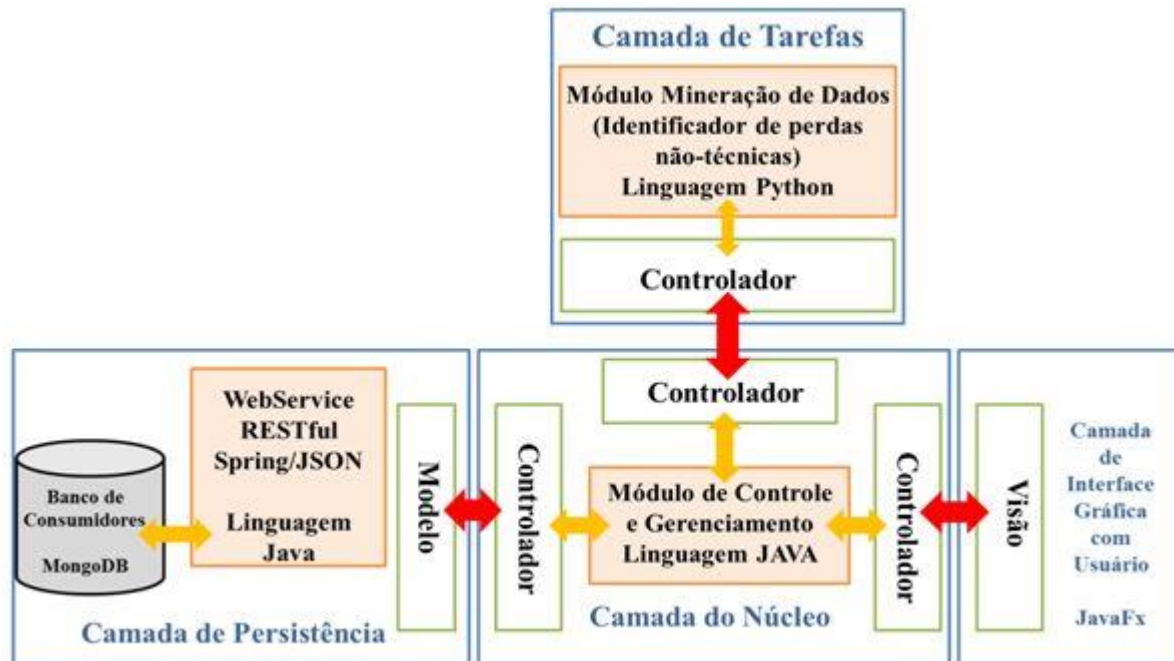 Camada de Tarefas
Módulo Mineração de Dados
(Identificador de perdas
não-técnicas)
Linguagem Python
Controlador
Banco de
Consumidores
MongoDB
WebService
RESTful
Spring/JSON
Linguagem
Java
Modelo
Camada de Persistência
Controlador
Controlador
Módulo de Controle
e Gerenciamento
Linguagem JAVA
Controlador
Camada do Núcleo
Visão
Camada
de
Interface
Gráfica
com
Usuário
JavaFx